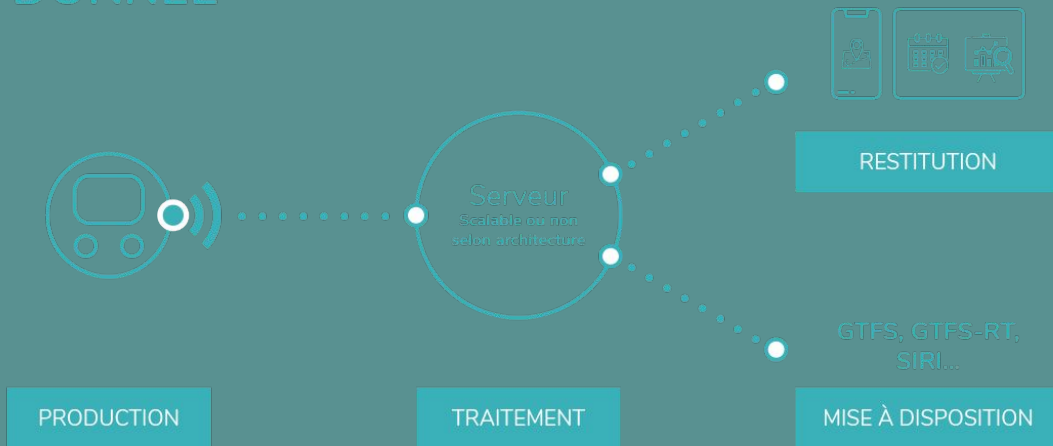 RESTITUTION
Serveur
Scalable ou non
selon architecture
GTFS, GTFS-RT,
SIRI...
PRODUCTION
TRAITEMENT
MISE À DISPOSITION